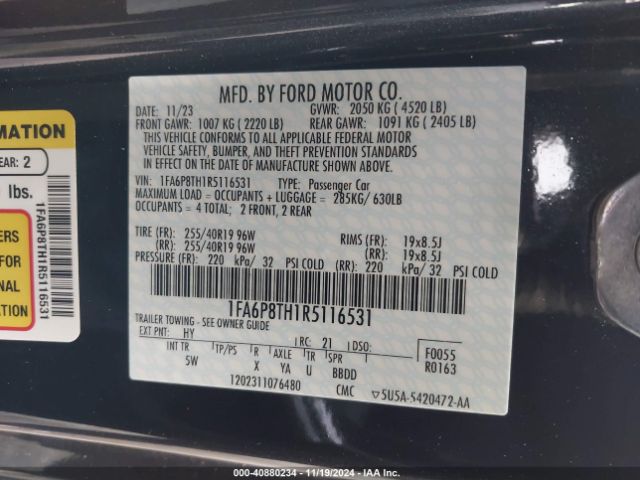 MFD. BY FORD MOTOR CO.
DATE: 11/23 GVWR: 2050 KG ( 4520 LB)
FRONT GAWR: 1007 KG ( 2220 LB) REAR GAWR: 1091 KG ( 2405 LB)
THIS VEHICLE CONFORMS TO ALL APPLICABLE FEDERAL MOTOR
VEHICLE SAFETY, BUMPER, AND THEFT PREVENTION STANDARDS
IN EFFECT ON THE DATE OF MANUFACTURE SHOWN ABOVE.
VIN: 1FA6P8TH1R5116531 TYPE: Passenger Car
MAXIMUM LOAD = OCCUPANTS + LUGGAGE = 285KG/ 630LB
OCCUPANTS = 4 TOTAL; 2 FRONT, 2 REAR
TIRE (FR): 255/40R19 96W RIMS (FR): 19x8.5J
(RR): 255/40R19 96W (RR): 19x8.5J
PRESSURE (FR): 220 kPa/ 32 PSI COLD (RR): 220 kPa/ 32 PSI COLD
1FA6P8TH1R5116531
TRAILER TOWING - SEE OWNER GUIDE
EXT PNT: HY RC: 21 DSO: F0055
INT TR TP/PS R AXLE TR SPR R0163
5W X YA U BBDD
1202311076480 CMC 5U5A-5420472-AA
RMATION
EAR: 2
lbs.
ERS
FOR
NAL
1FA6P8TH1R5116531
000-40880234 - 11/19/2024 - IAA Inc.